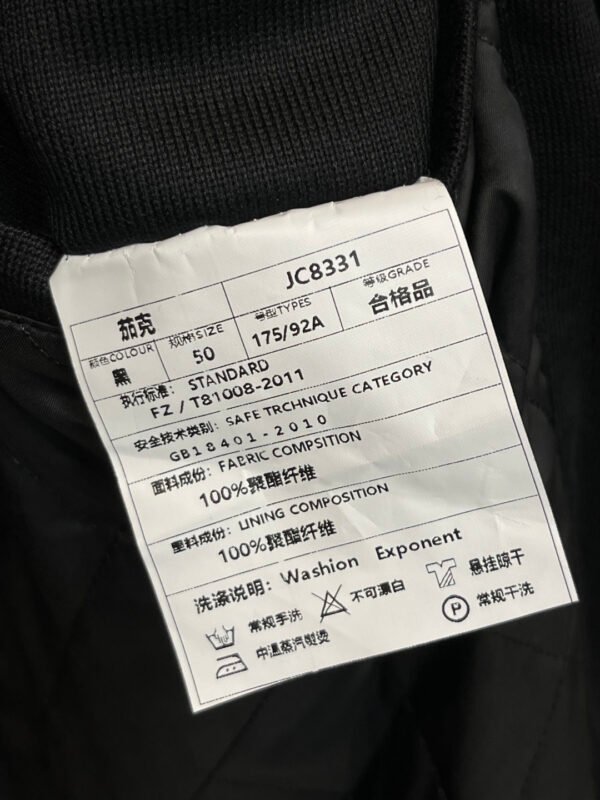 茄克 JC8331
颜色COLOUR 规格SIZE 号型TYPES 等级GRADE
黑 50 175/92A 合格品
执行标准: STANDARD
FZ / T81008-2011
安全技术类别: SAFE TRCHNIQUE CATEGORY
GB18401-2010
面料成份: FABRIC COMPSITION
100%聚酯纤维
里料成份: LINING COMPOSITION
100%聚酯纤维
洗涤说明: Washion Exponent
常规手洗 不可漂白 悬挂晾干
中温蒸汽熨烫 P 常规干洗